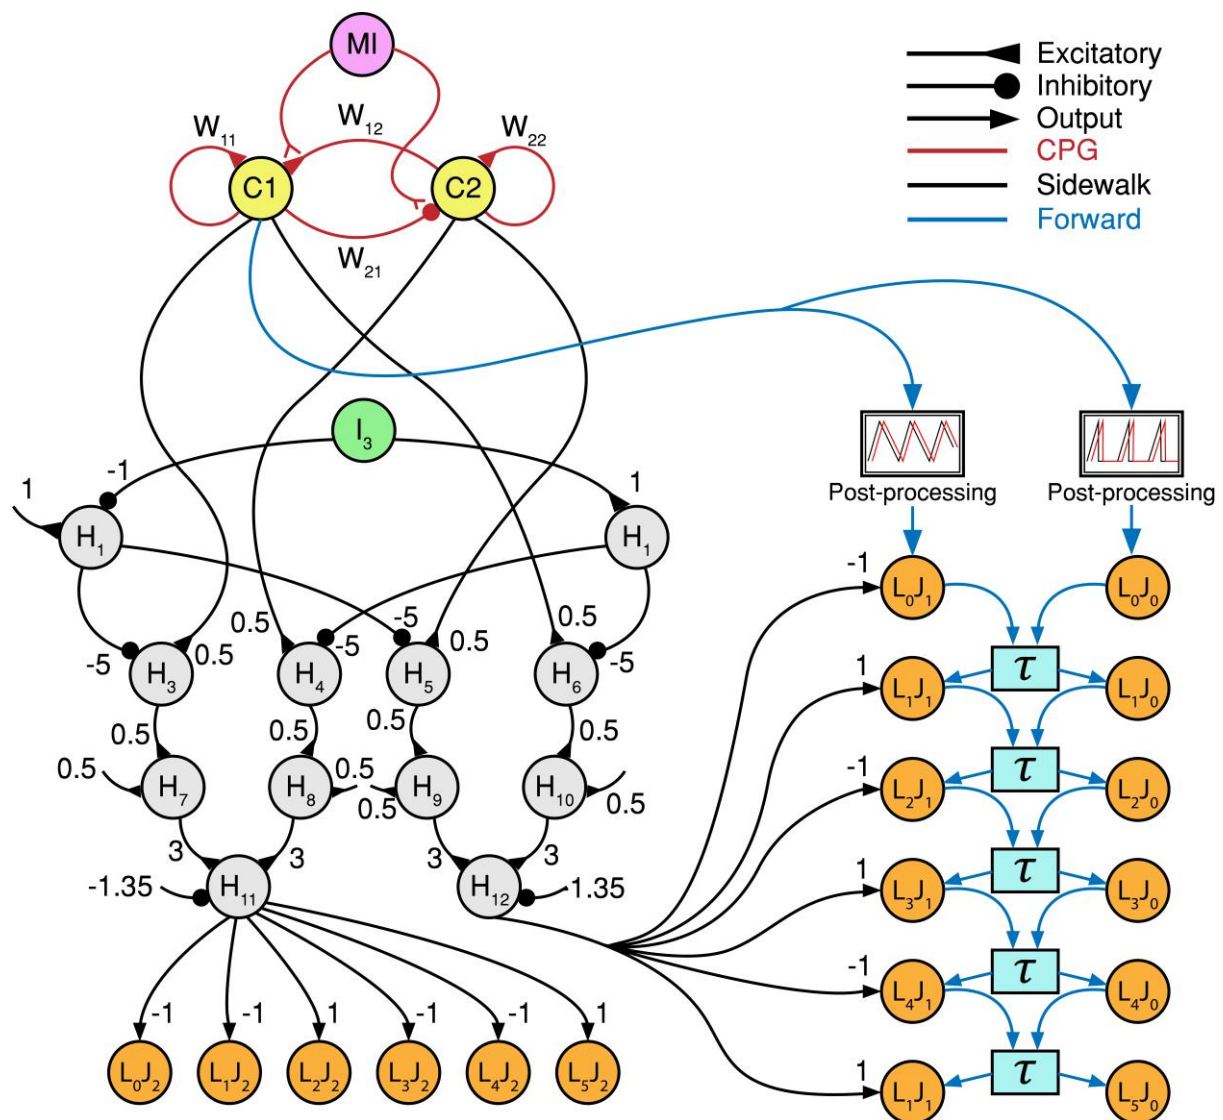 MI
Excitatory
Inhibitory
Output
CPG
Sidewalk
Forward
W11
W12
W22
C1
C2
W21
I3
-1
1
1
H1
H1
Post-processing
Post-processing
-5
0.5
0.5
-5
-5
0.5
0.5
-5
H3
H4
H5
H6
0.5
0.5
0.5
0.5
0.5
H7
H8
0.5
0.5
H9
H10
0.5
3
3
3
3
-1.35
H11
H12
-1.35
-1
-1
1
-1
-1
1
L0J2
L1J2
L2J2
L3J2
L4J2
L5J2
-1
L0J1
L0J0
τ
1
L1J1
L1J0
τ
-1
L2J1
L2J0
τ
1
L3J1
L3J0
τ
-1
L4J1
L4J0
τ
1
L1J1
L5J0